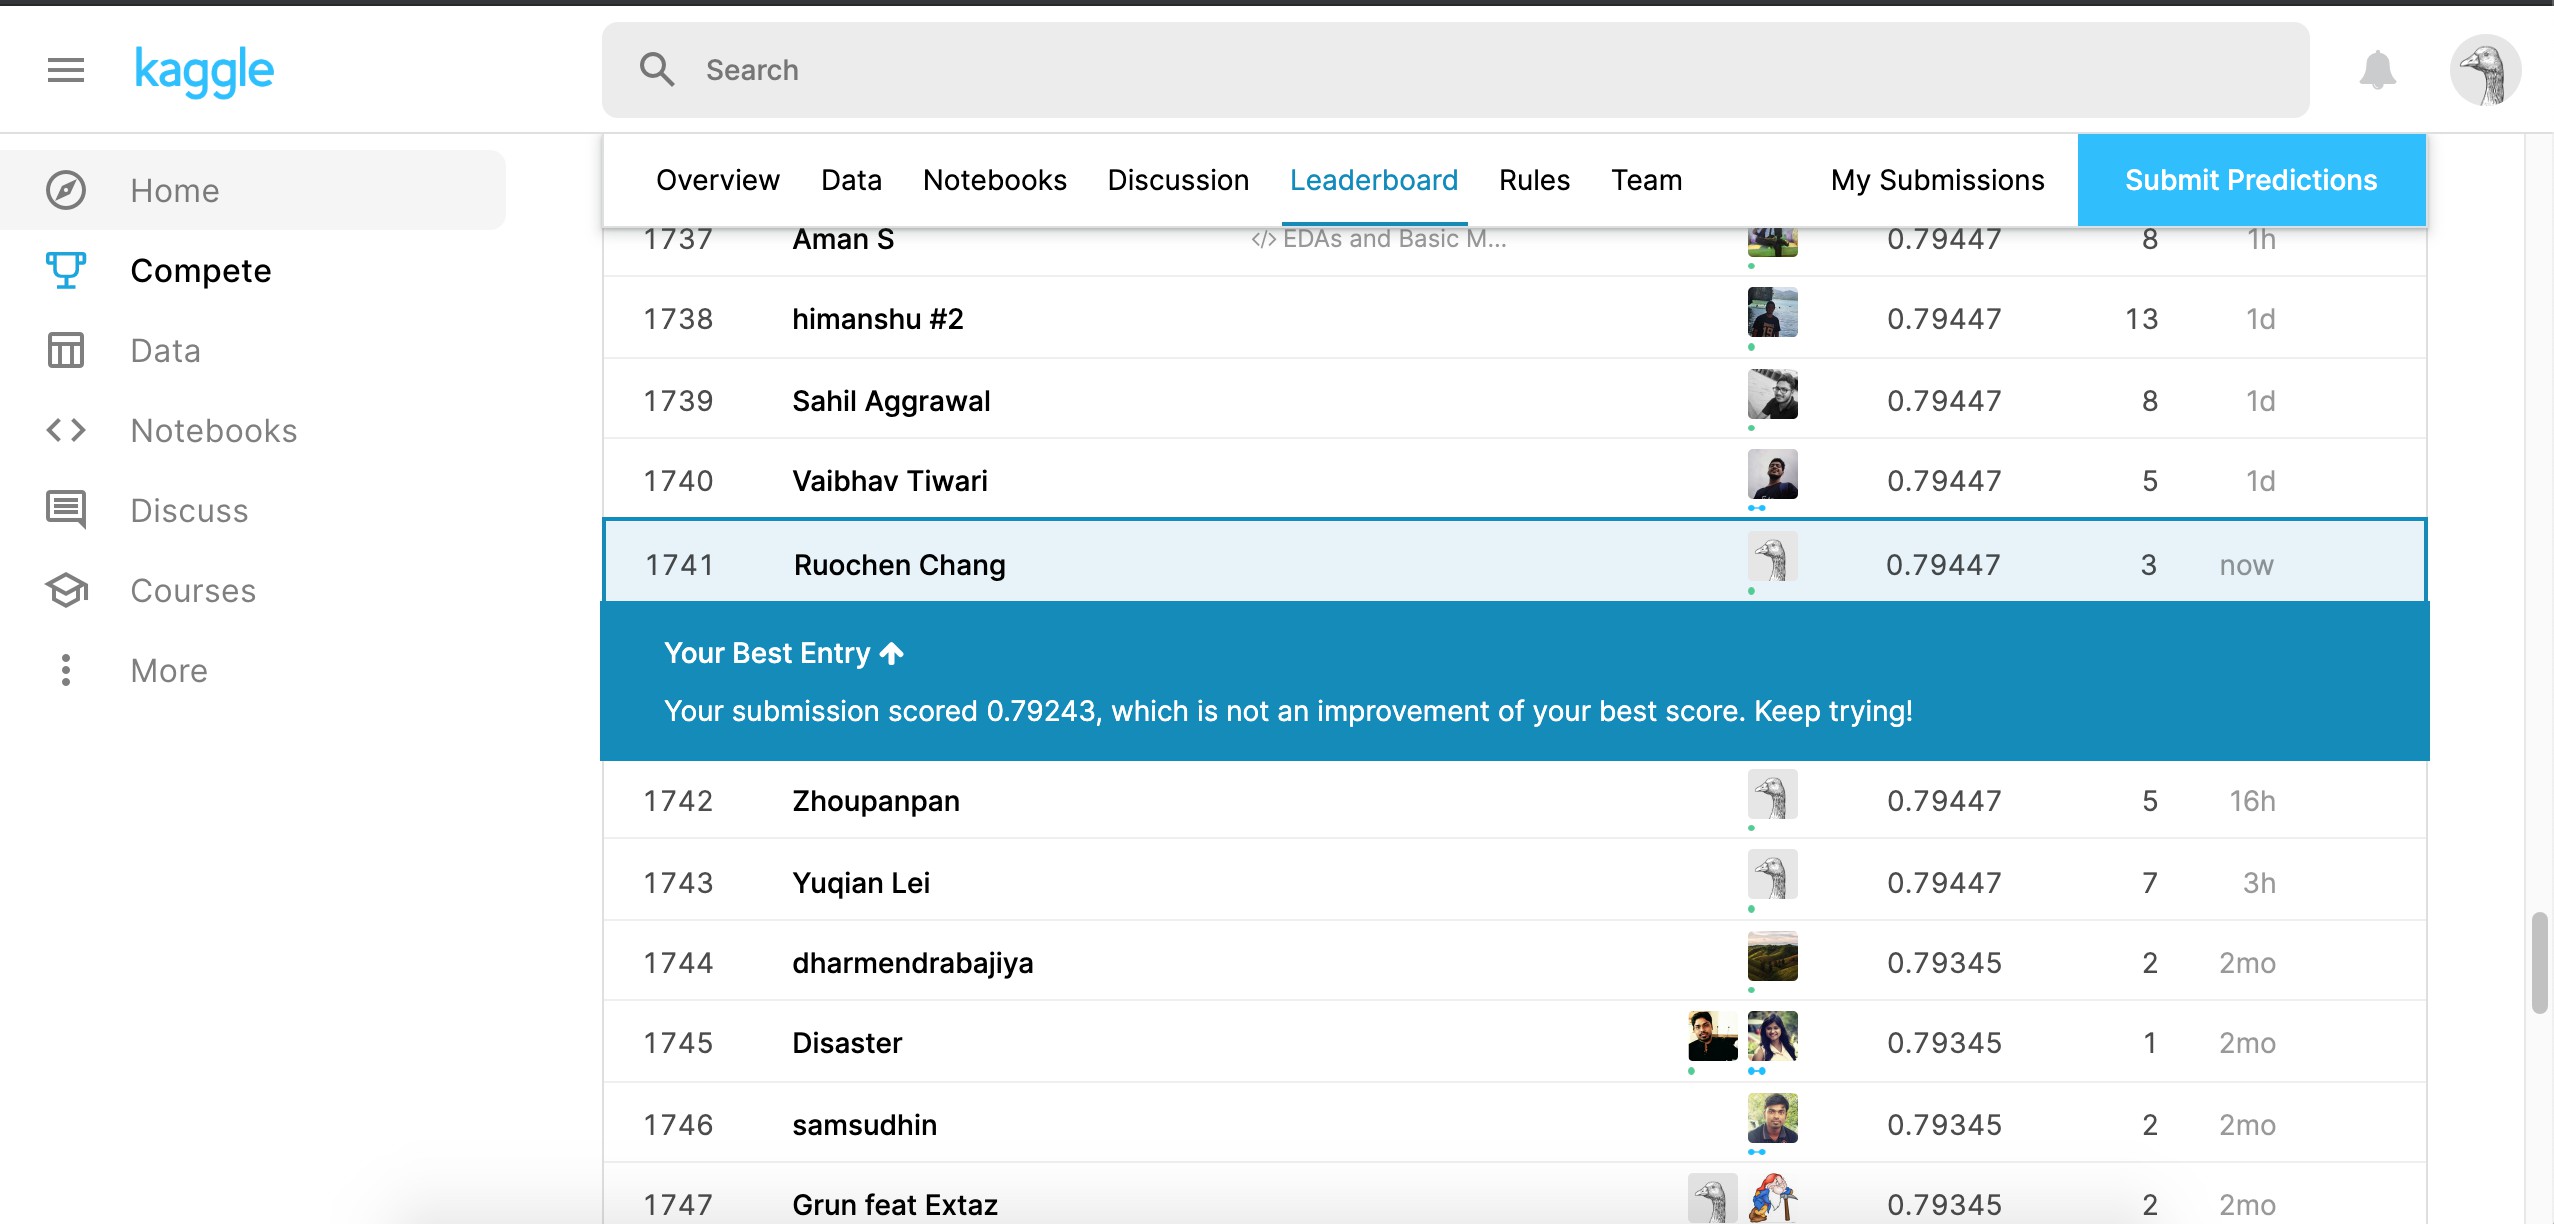 kaggle
Search
Home
Compete
Data
Notebooks
Discuss
Courses
More
Overview Data Notebooks Discussion Leaderboard Rules Team My Submissions Submit Predictions
1737 Aman S </> EDAs and Basic M... 0.79447 8 1h
1738 himanshu #2 0.79447 13 1d
1739 Sahil Aggrawal 0.79447 8 1d
1740 Vaibhav Tiwari 0.79447 5 1d
1741 Ruochen Chang 0.79447 3 now
Your Best Entry ↑
Your submission scored 0.79243, which is not an improvement of your best score. Keep trying!
1742 Zhoupanpan 0.79447 5 16h
1743 Yuqian Lei 0.79447 7 3h
1744 dharmendrabajiya 0.79345 2 2mo
1745 Disaster 0.79345 1 2mo
1746 samsudhin 0.79345 2 2mo
1747 Grun feat Extaz 0.79345 2 2mo